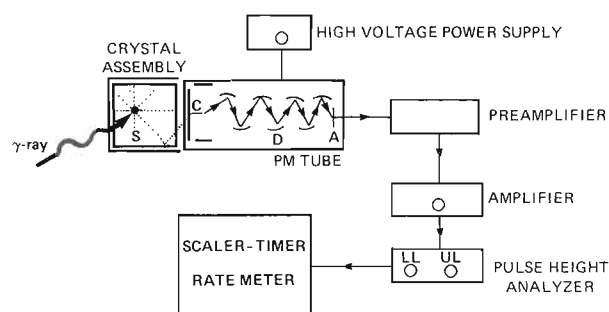 HIGH VOLTAGE POWER SUPPLY
CRYSTAL
ASSEMBLY
C
S
D
A
γ-ray
PM TUBE
PREAMPLIFIER
AMPLIFIER
LL UL
PULSE HEIGHT
ANALYZER
SCALER-TIMER
RATE METER